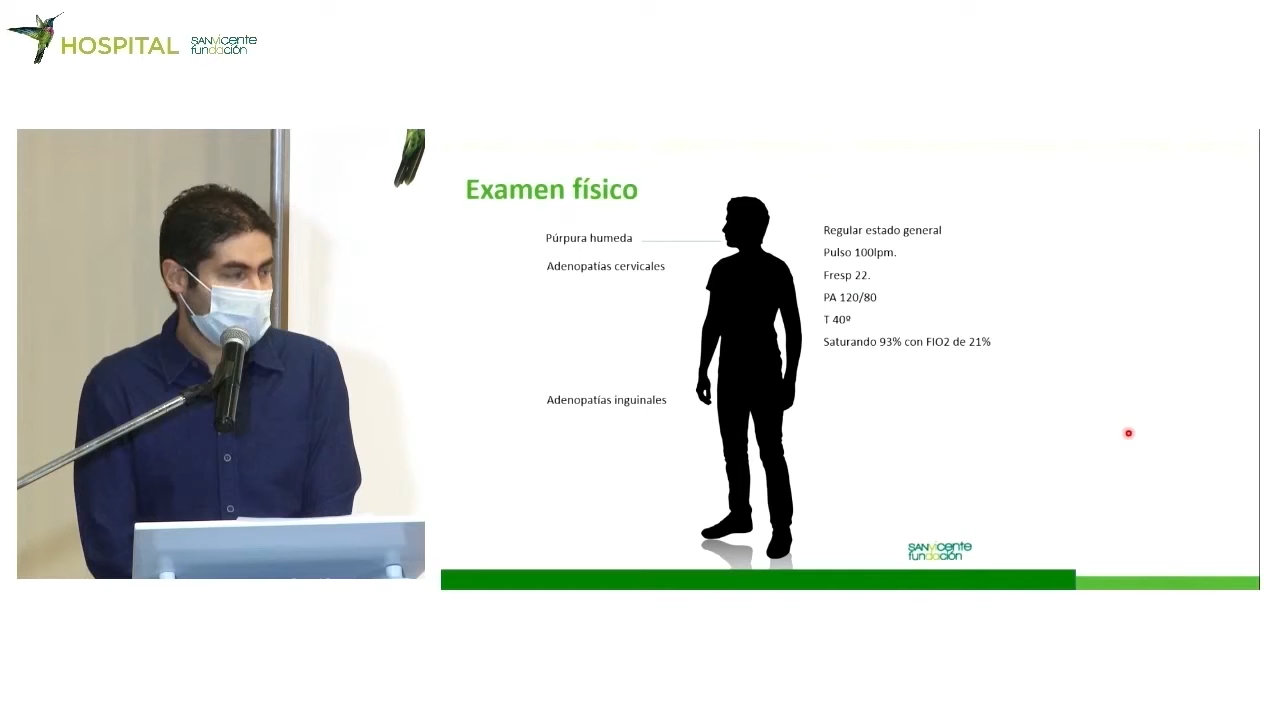 HOSPITAL SANVICENTE
fundación
Examen físico
Púrpura humeda
Adenopatías cervicales
Adenopatías inguinales
Regular estado general
Pulso 100lpm.
Fresp 22.
PA 120/80
T 40º
Saturando 93% con FIO2 de 21%
SANVICENTE
fundación